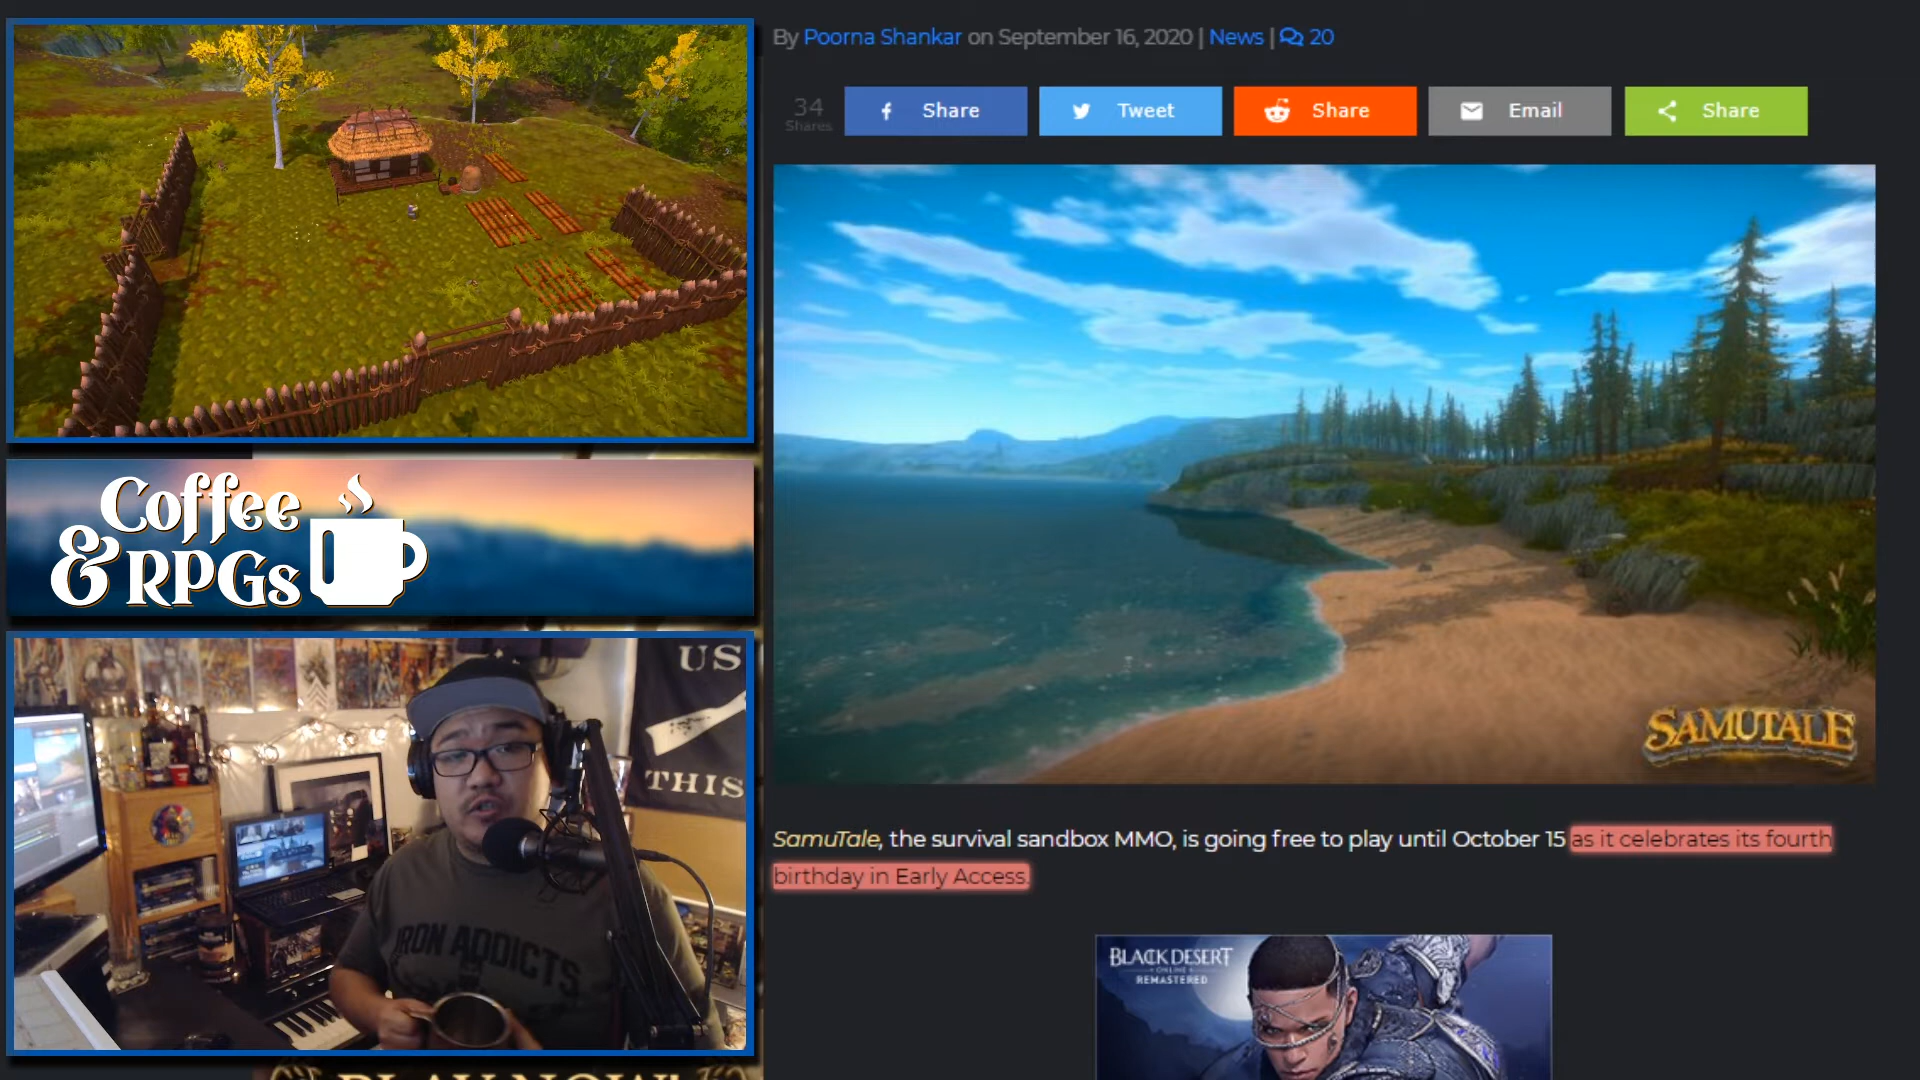 By Poorna Shankar on September 16, 2020 | News | 20
34
Shares
Share
Tweet
Share
Email
Share
SAMUTALE
Coffee
& RPGs
US
THIS
IRON ADDICTS
SamuTale, the survival sandbox MMO, is going free to play until October 15 as it celebrates its fourth
birthday in Early Access.
BLACK DESERT
ONLINE
REMASTERED
PLAY NOW!